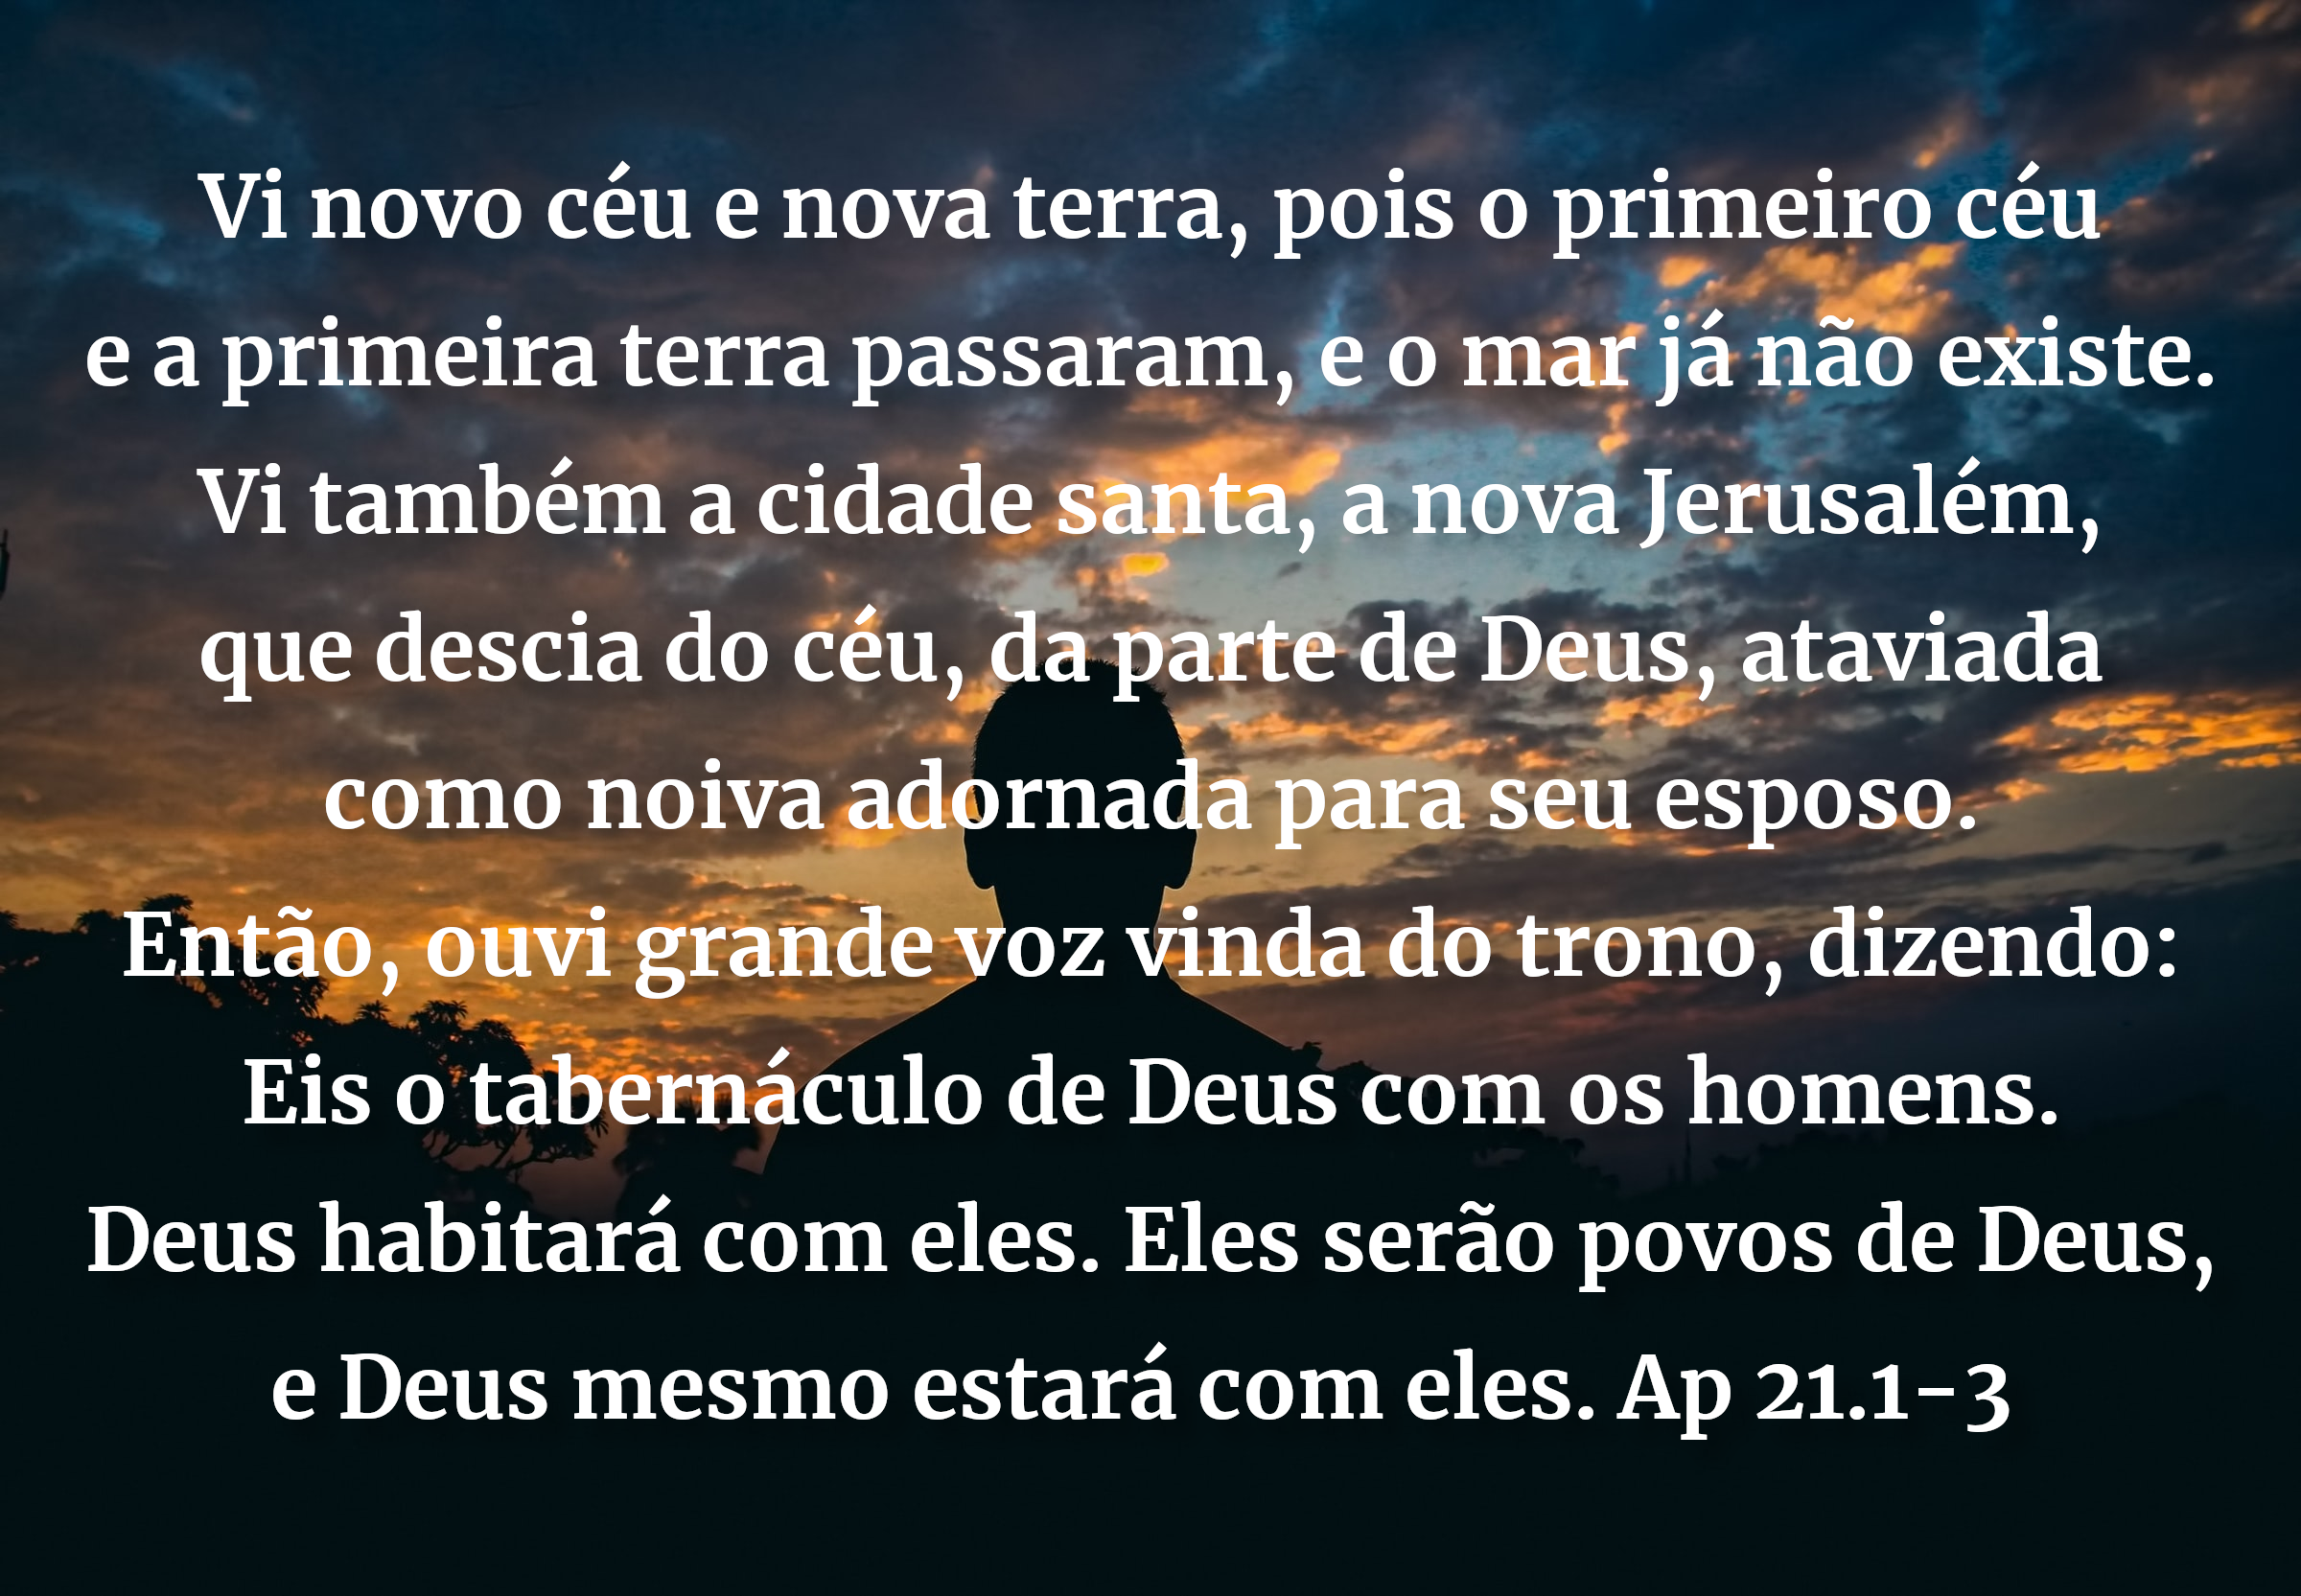 Vi novo céu e nova terra, pois o primeiro céu
e a primeira terra passaram, e o mar já não existe.
Vi também a cidade santa, a nova Jerusalém,
que descia do céu, da parte de Deus, ataviada
como noiva adornada para seu esposo.
Então, ouvi grande voz vinda do trono, dizendo:
Eis o tabernáculo de Deus com os homens.
Deus habitará com eles. Eles serão povos de Deus,
e Deus mesmo estará com eles. Ap 21.1-3